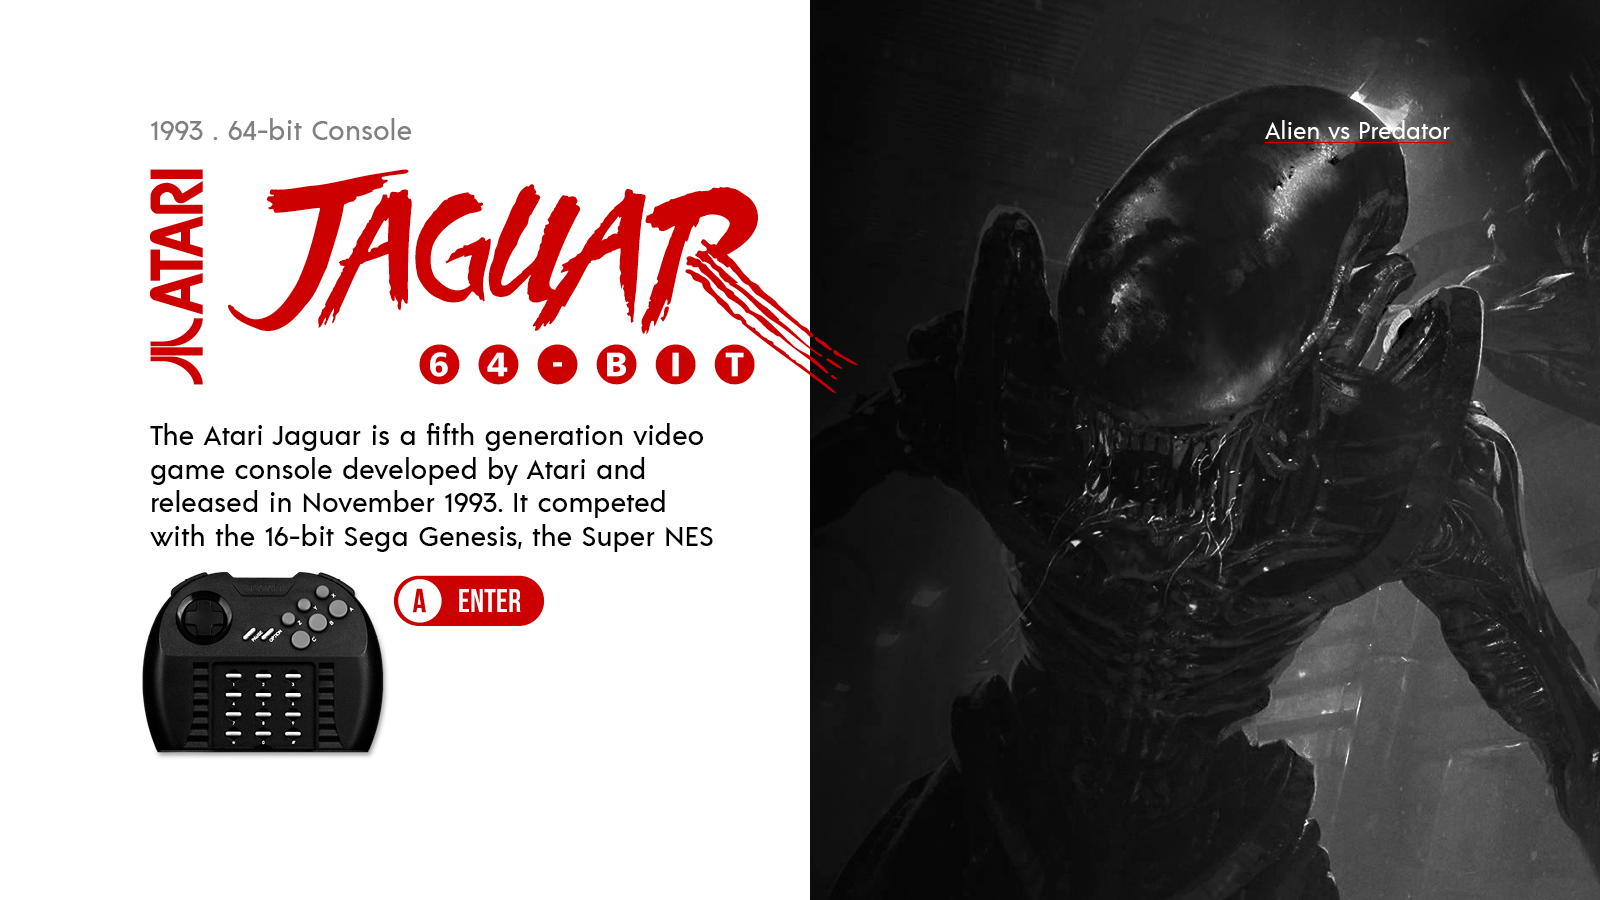 1993 . 64-bit Console
Alien vs Predator
ATARI
JAGUAR
64-BIT
The Atari Jaguar is a fifth generation video
game console developed by Atari and
released in November 1993. It competed
with the 16-bit Sega Genesis, the Super NES
A ENTER